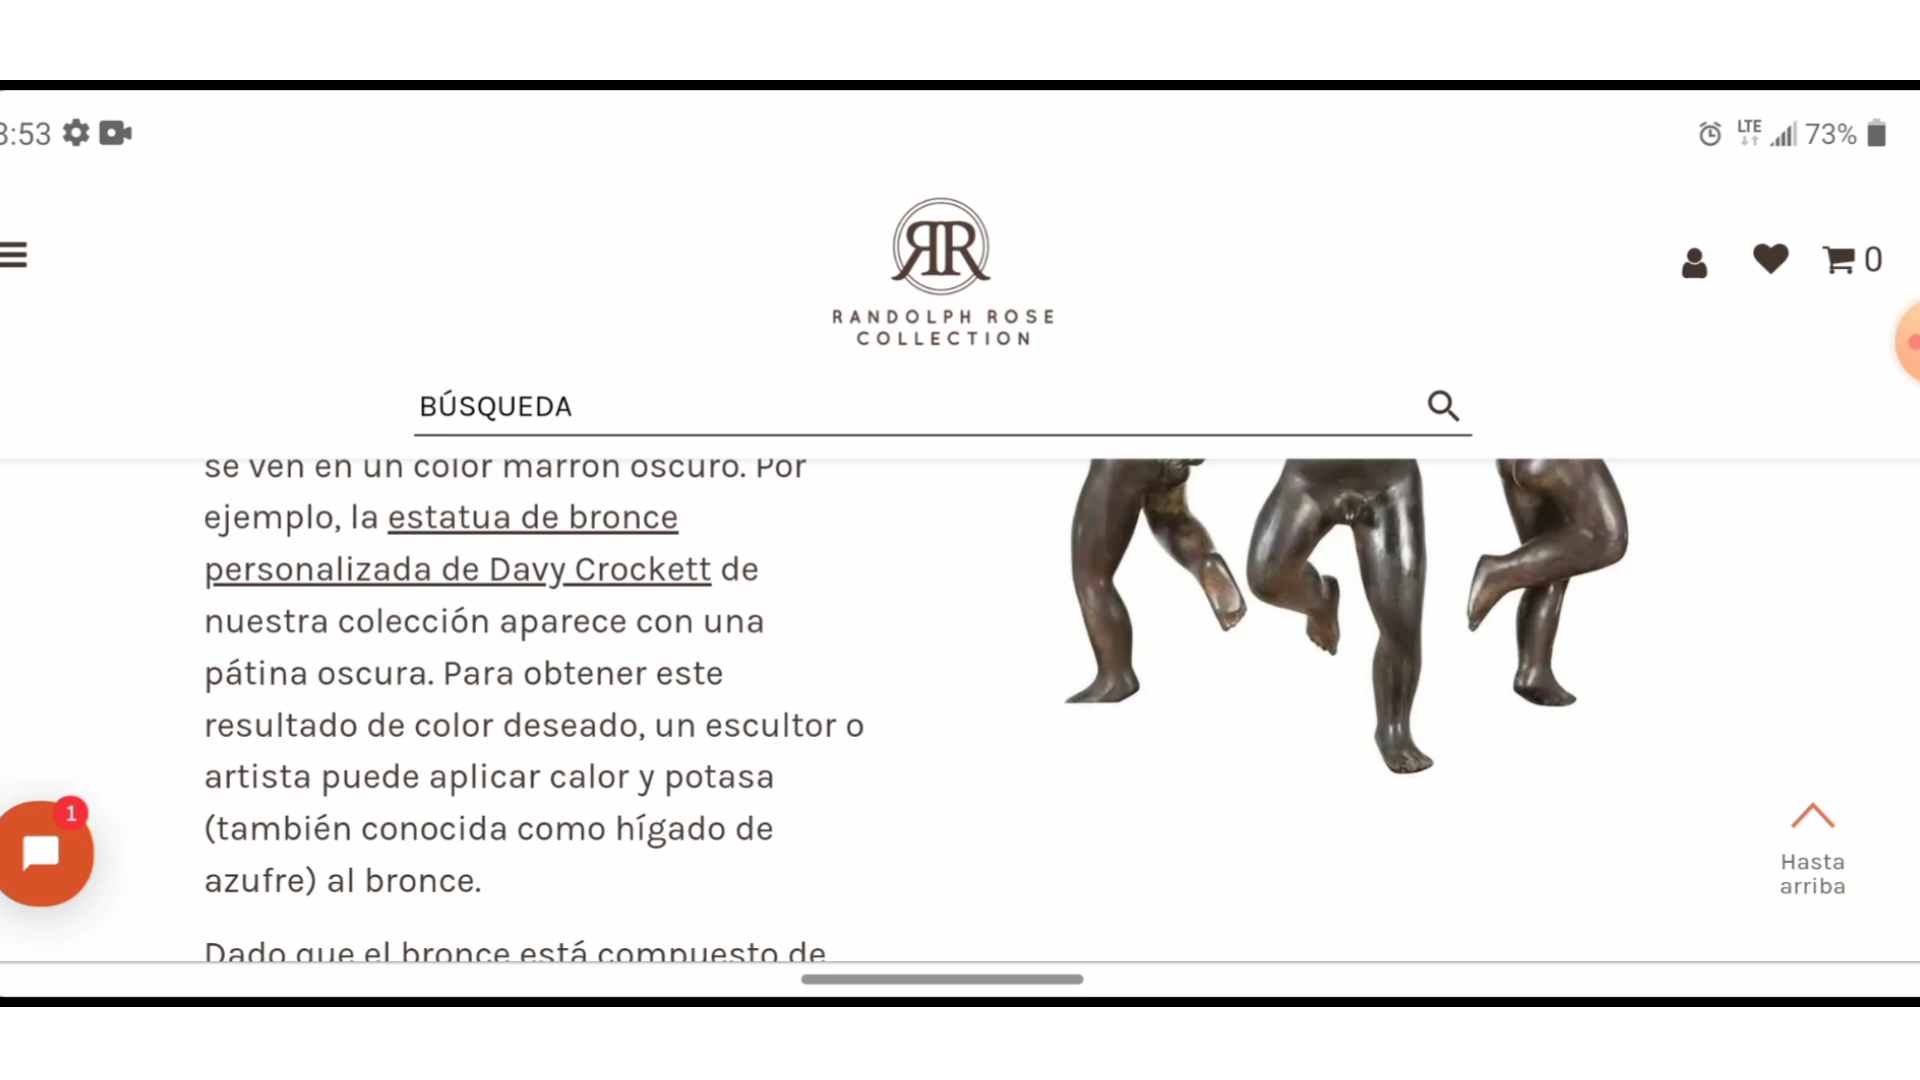 :53
LTE
73%
RR
0
RANDOLPH ROSE
COLLECTION
BÚSQUEDA
se ven en un color marrón oscuro. Por
ejemplo, la estatua de bronce
personalizada de Davy Crockett de
nuestra colección aparece con una
pátina oscura. Para obtener este
resultado de color deseado, un escultor o
artista puede aplicar calor y potasa
(también conocida como hígado de
azufre) al bronce.
1
Hasta
arriba
Dado que el bronce está compuesto de